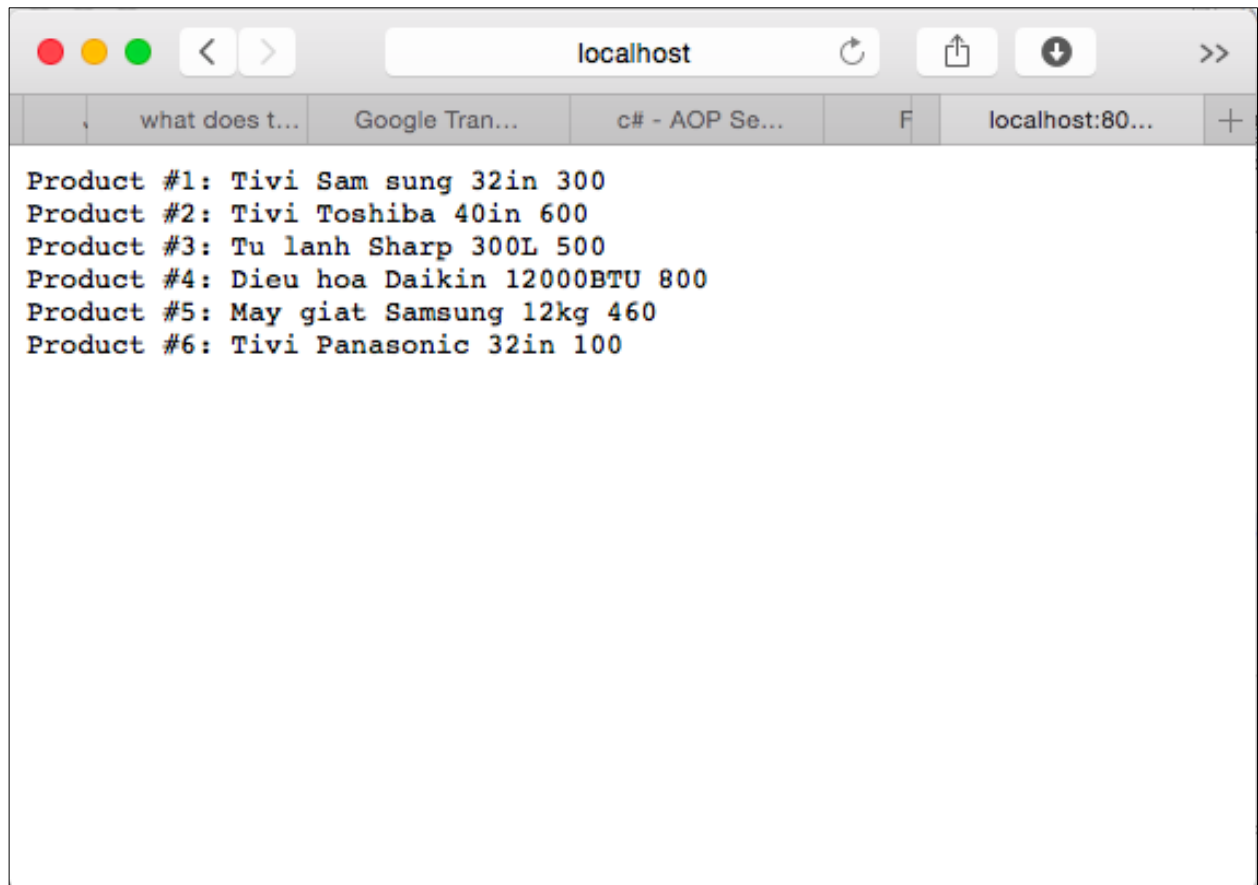 localhost
what does t...
Google Tran...
c# - AOP Se...
F
localhost:80...
Product #1: Tivi Sam sung 32in 300
Product #2: Tivi Toshiba 40in 600
Product #3: Tu lanh Sharp 300L 500
Product #4: Dieu hoa Daikin 12000BTU 800
Product #5: May giat Samsung 12kg 460
Product #6: Tivi Panasonic 32in 100